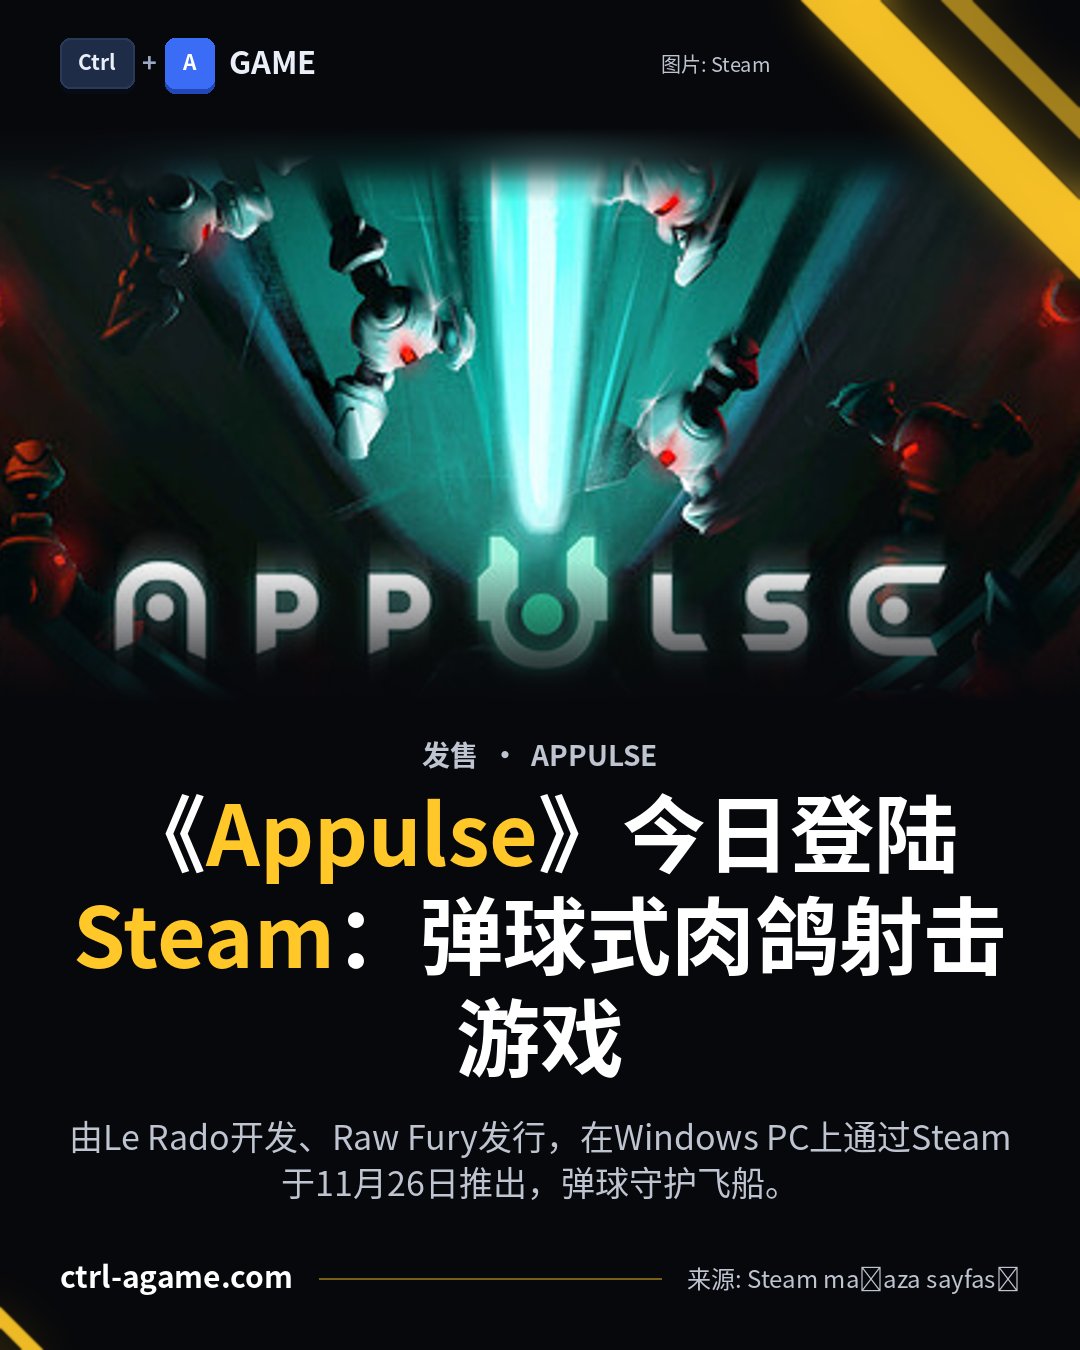 Ctrl + A GAME
图片: Steam
APPULSE
发售 · APPULSE
《Appulse》今日登陆
Steam：弹球式肉鸽射击
游戏
由Le Rado开发、Raw Fury发行，在Windows PC上通过Steam
于11月26日推出，弹球守护飞船。
ctrl-agame.com
来源: Steam ma□aza sayfas□